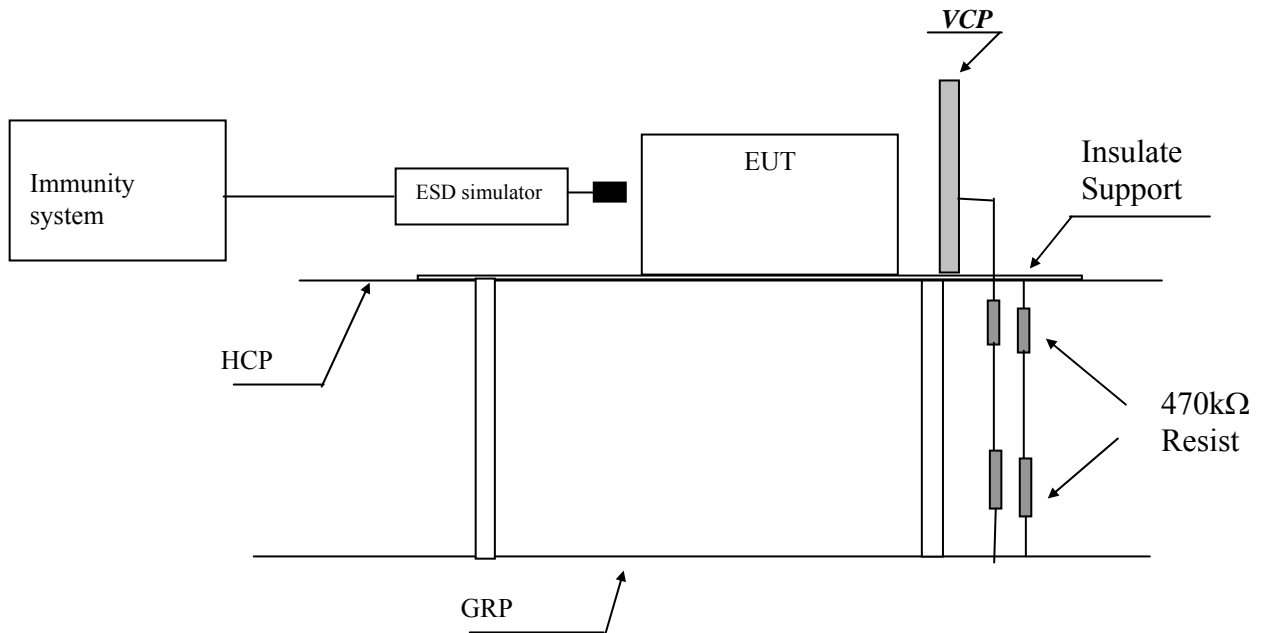 VCP
Immunity
system
ESD simulator
EUT
Insulate
Support
HCP
470kΩ
Resist
GRP